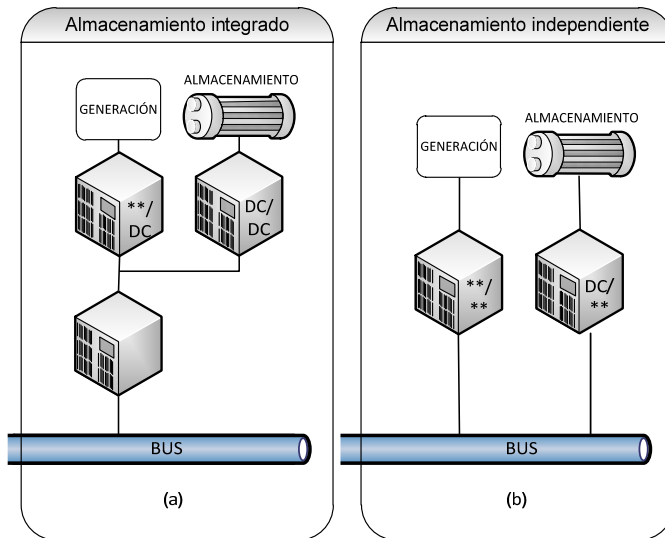 Almacenamiento integrado
GENERACIÓN
ALMACENAMIENTO
**/
DC
DC/
DC
BUS
(a)
Almacenamiento independiente
GENERACIÓN
ALMACENAMIENTO
**/
**
DC/
**
BUS
(b)